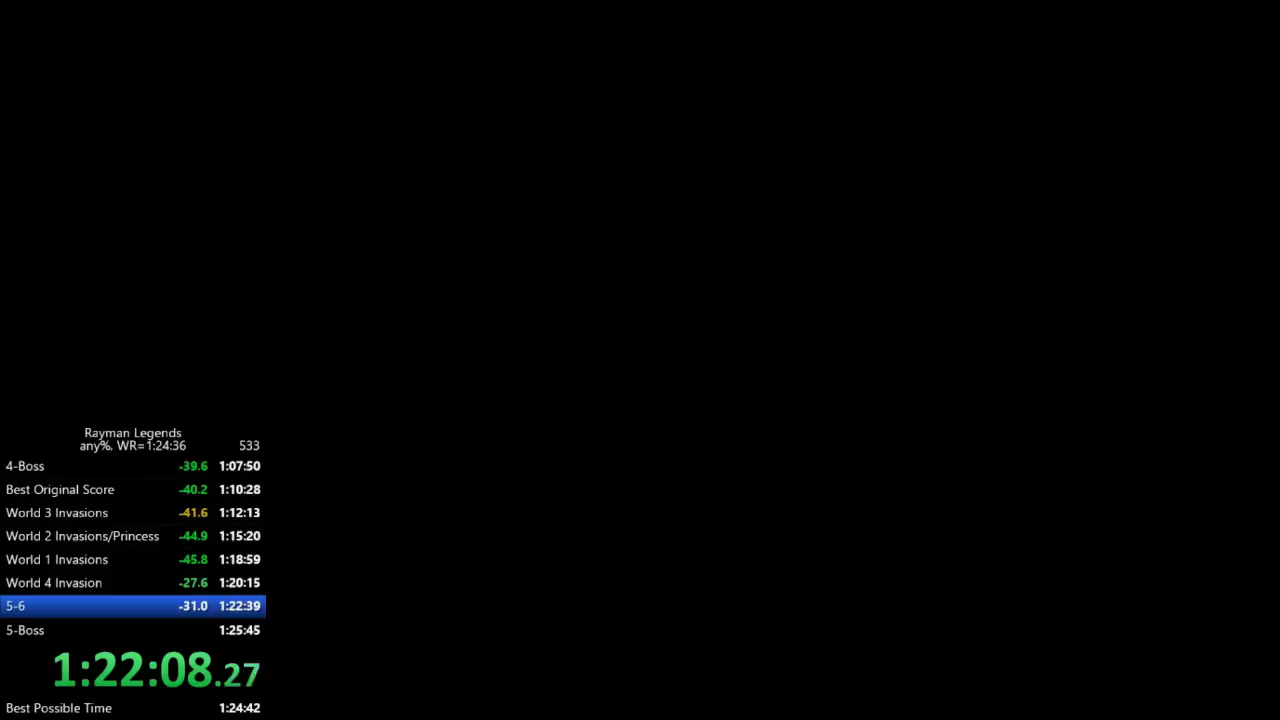 Rayman Legends
any%, WR=1:24:36 533
4-Boss -39.6 1:07:50
Best Original Score -40.2 1:10:28
World 3 Invasions -41.6 1:12:13
World 2 Invasions/Princess -44.9 1:15:20
World 1 Invasions -45.8 1:18:59
World 4 Invasion -27.6 1:20:15
5-6 -31.0 1:22:39
5-Boss 1:25:45
1:22:08.27
Best Possible Time 1:24:42